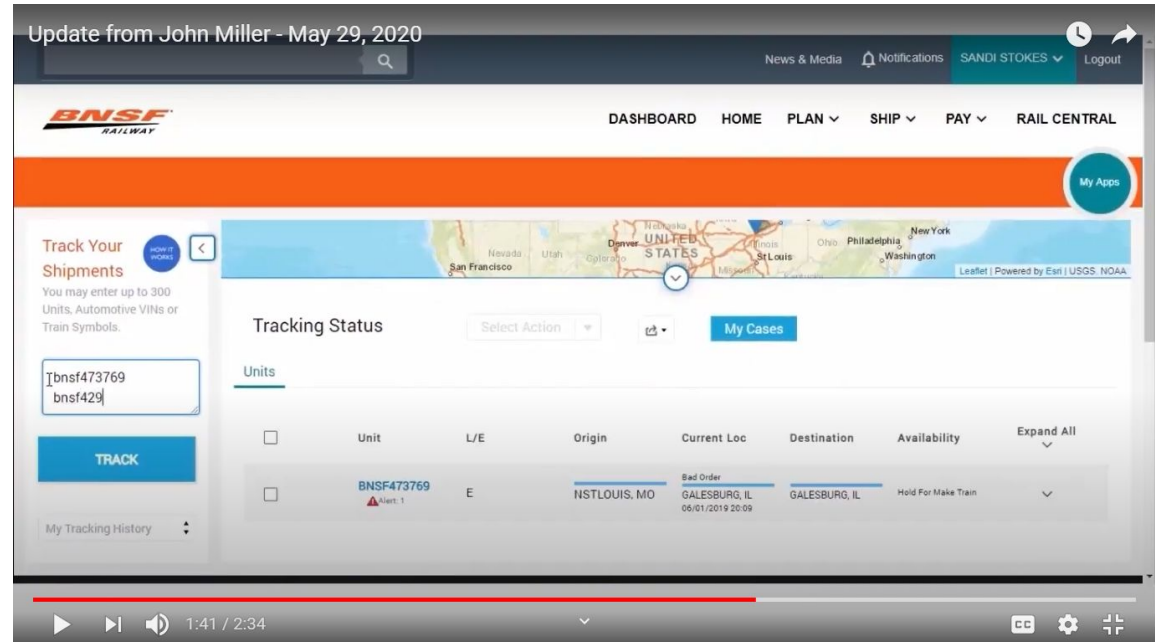 Update from John Miller - May 29, 2020
News & Media Notifications SANDI STOKES Logout
BNSF
RAILWAY
DASHBOARD HOME PLAN SHIP PAY RAIL CENTRAL
My Apps
Track Your
Shipments
HOW IT
WORKS
You may enter up to 300
Units, Automotive VINs or
Train Symbols.
bnsf473769
bnsf429
TRACK
My Tracking History
Nebraska
Denver UNITED
STATES
Nevada Utah Colorado
San Francisco
Illinois Ohio Philadelphia New York
St Louis Washington
Missouri
Leaflet | Powered by Esri | USGS, NOAA
Tracking Status Select Action My Cases
Units
Unit L/E Origin Current Loc Destination Availability Expand All
BNSF473769
Alert: 1
E
NSTLOUIS, MO
Bad Order
GALESBURG, IL
06/01/2019 20:09
GALESBURG, IL
Hold For Make Train
1:41 / 2:34
CC